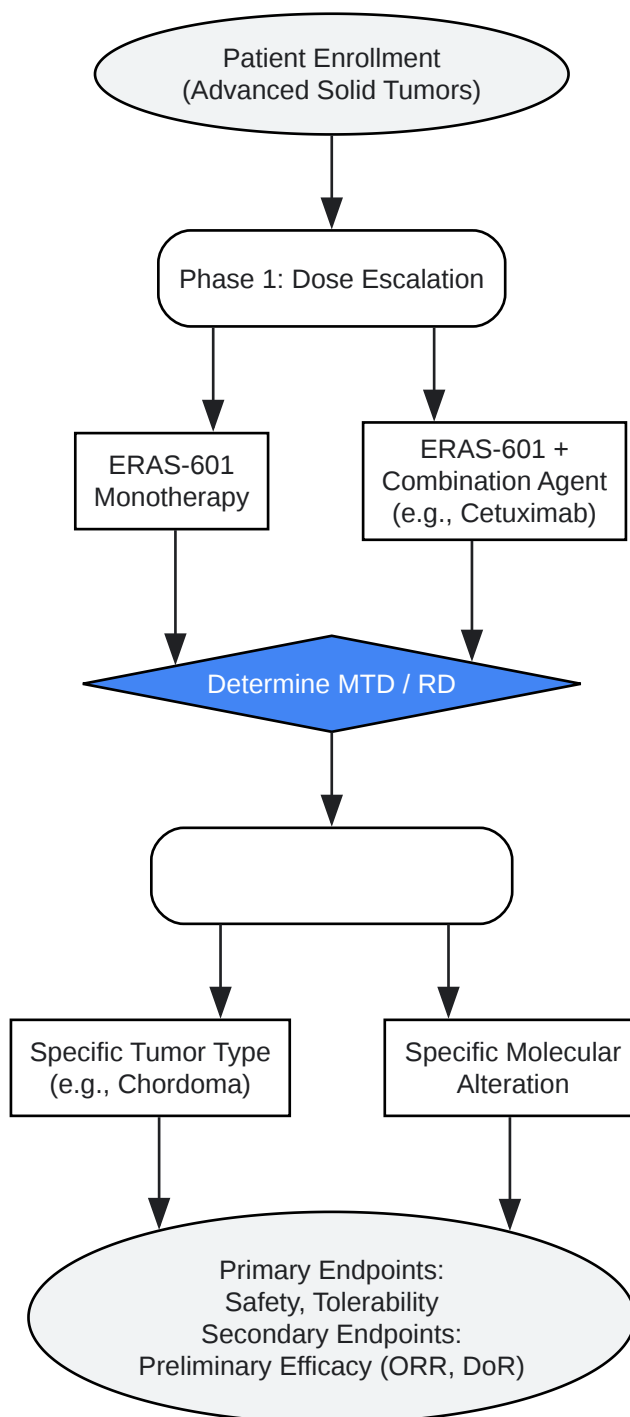 Patient Enrollment
(Advanced Solid Tumors)
Phase 1: Dose Escalation
ERAS-601
Monotherapy
ERAS-601 +
Combination Agent
(e.g., Cetuximab)
Determine MTD / RD
Specific Tumor Type
(e.g., Chordoma)
Specific Molecular
Alteration
Primary Endpoints:
Safety, Tolerability
Secondary Endpoints:
Preliminary Efficacy (ORR, DoR)